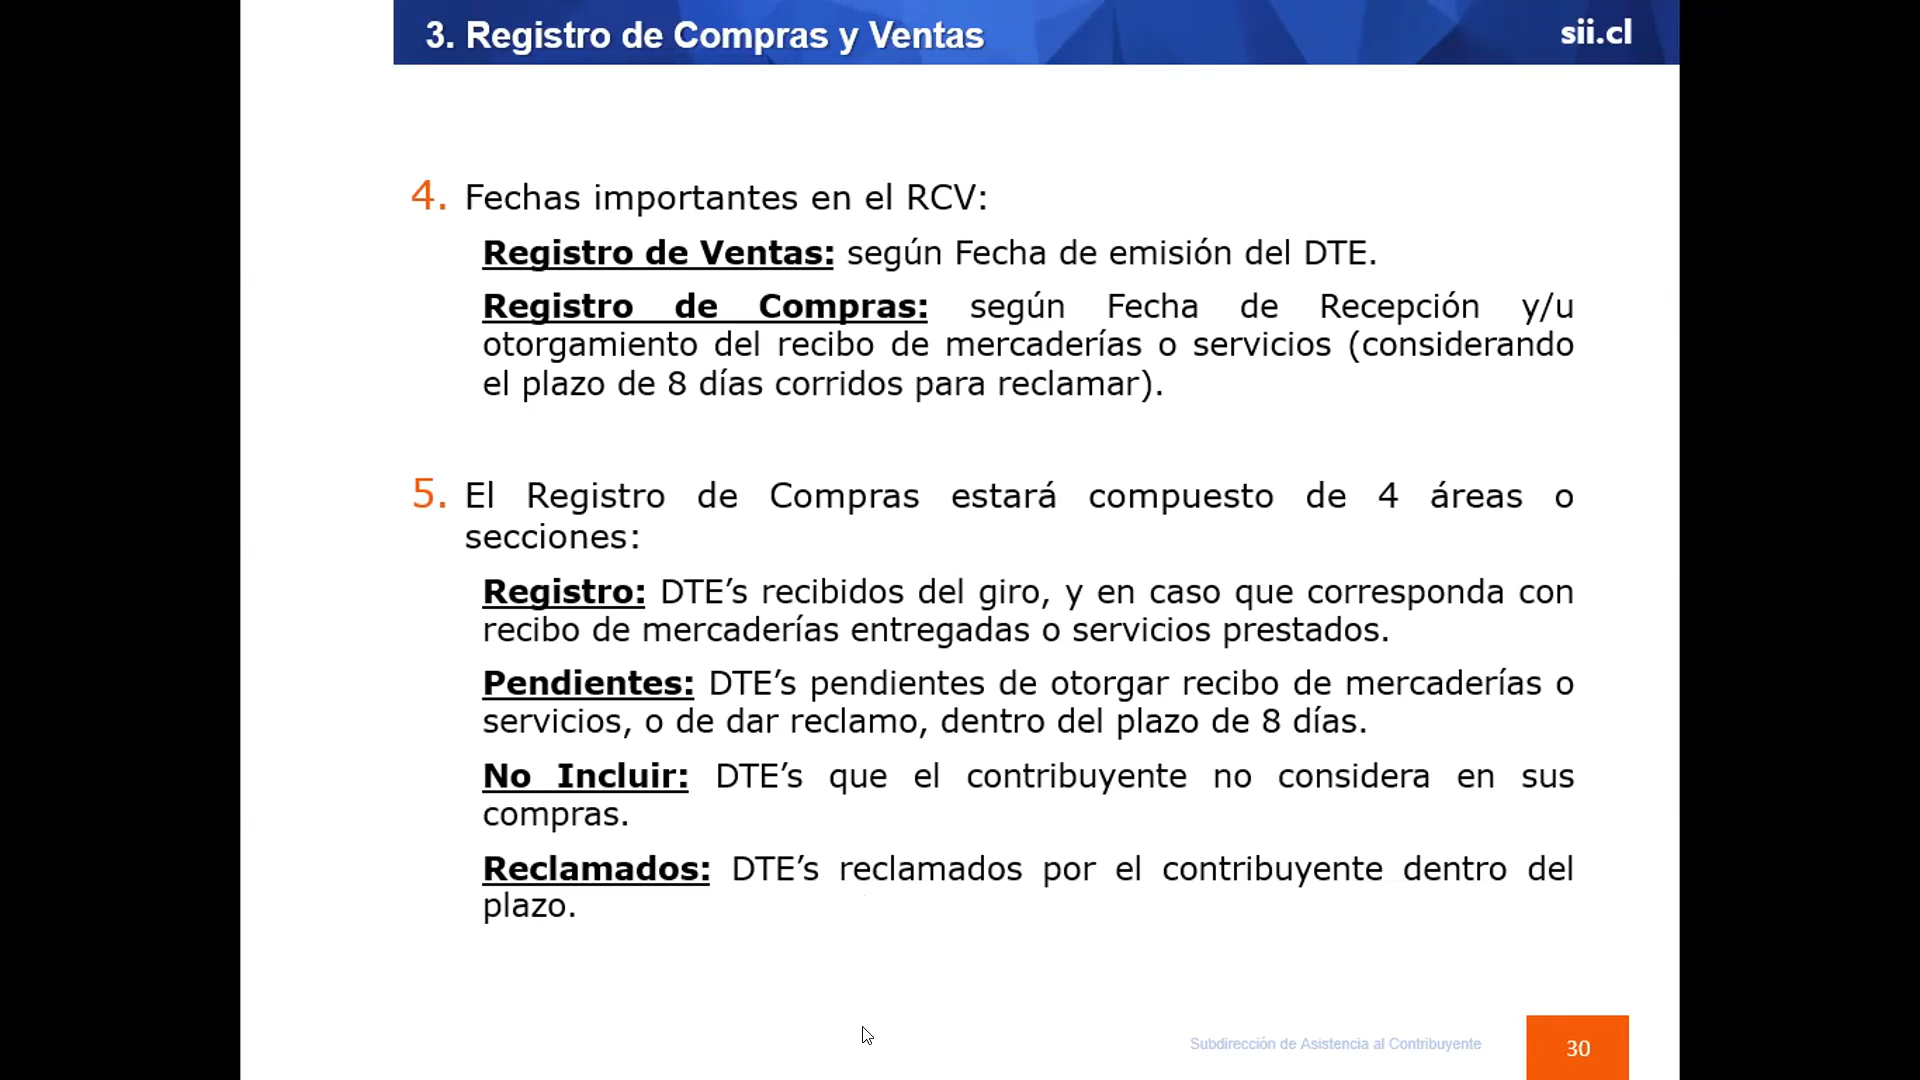 3. Registro de Compras y Ventas
sii.cl
4. Fechas importantes en el RCV:
Registro de Ventas: según Fecha de emisión del DTE.
Registro de Compras: según Fecha de Recepción y/u
otorgamiento del recibo de mercaderías o servicios (considerando
el plazo de 8 días corridos para reclamar).
5. El Registro de Compras estará compuesto de 4 áreas o
secciones:
Registro: DTE’s recibidos del giro, y en caso que corresponda con
recibo de mercaderías entregadas o servicios prestados.
Pendientes: DTE’s pendientes de otorgar recibo de mercaderías o
servicios, o de dar reclamo, dentro del plazo de 8 días.
No Incluir: DTE’s que el contribuyente no considera en sus
compras.
Reclamados: DTE’s reclamados por el contribuyente dentro del
plazo.
Subdirección de Asistencia al Contribuyente
30